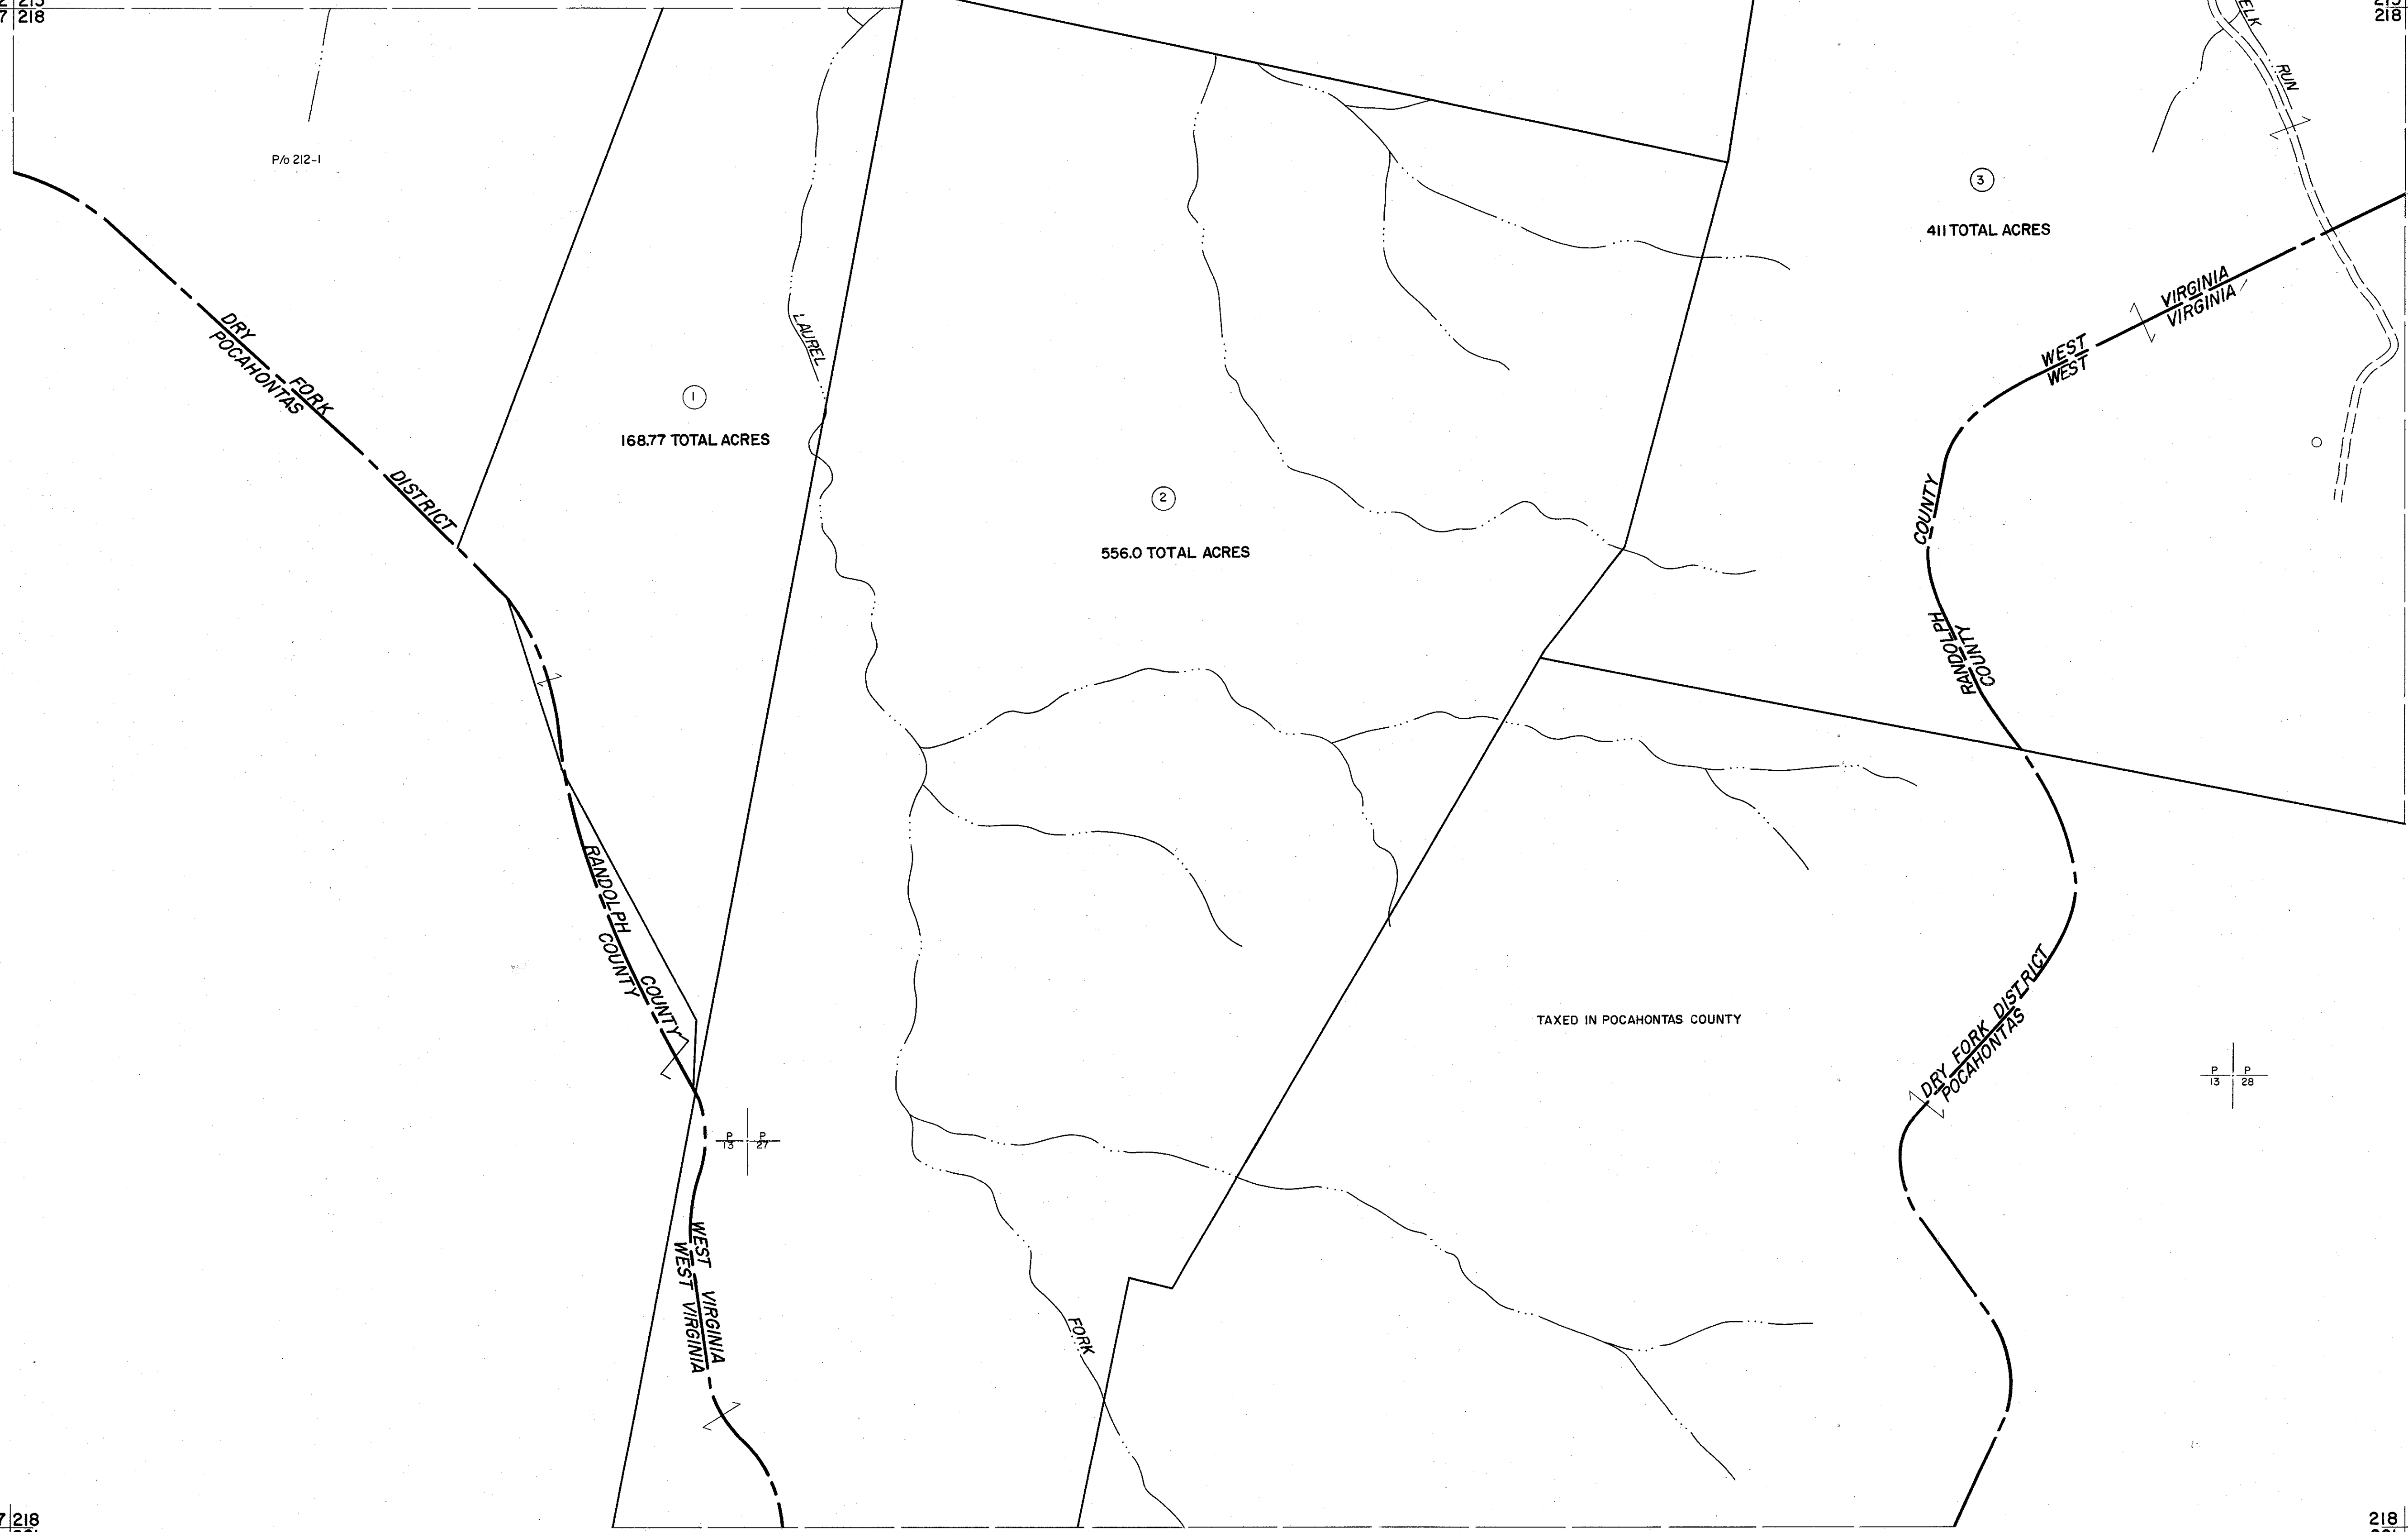 218
218
ELK
RUN
P/o 212-1
3
411 TOTAL ACRES
VIRGINIA
VIRGINIA
WEST
WEST
DRY
POCAHONTAS
FORK
DISTRICT
LAUREL
1
168.77 TOTAL ACRES
2
556.0 TOTAL ACRES
COUNTY
RANDOLPH
COUNTY
RANDOLPH
COUNTY
COUNTY
TAXED IN POCAHONTAS COUNTY
DRY FORK DISTRICT
POCAHONTAS
P P
13 28
P P
13 27
WEST VIRGINIA
WEST VIRGINIA
FORK
218
218